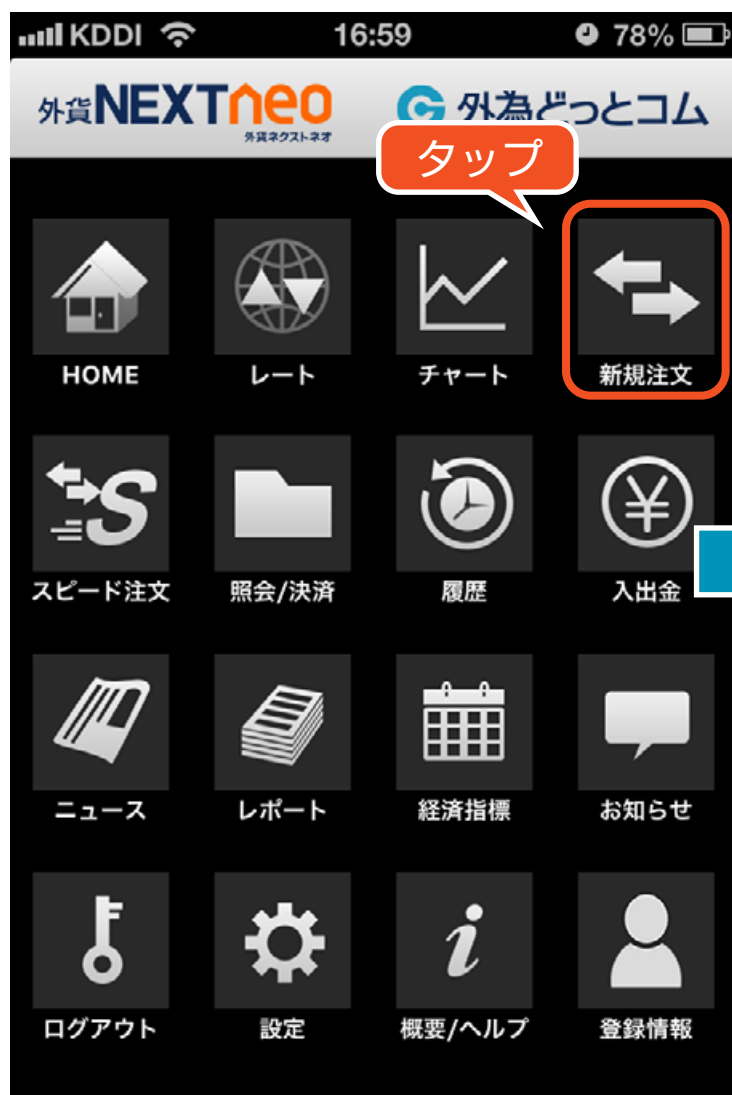 KDDI 16:59 78%
外貨NEXTneo 外為どっとコム
外貨ネクストネオ
タップ
HOME レート チャート 新規注文
スピード注文 照会/決済 履歴 入出金
ニュース レポート 経済指標 お知らせ
ログアウト 設定 概要/ヘルプ 登録情報